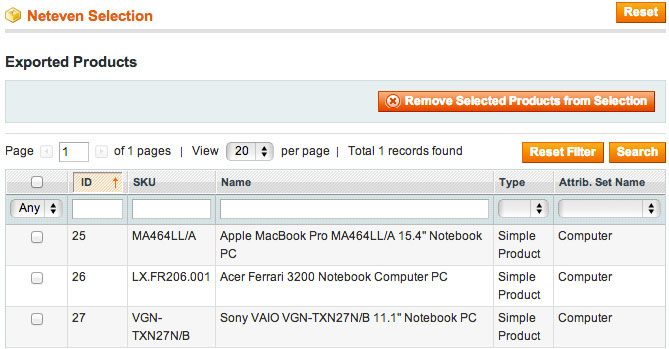 Neteven Selection
Reset
Exported Products
Remove Selected Products from Selection
Page 1 of 1 pages | View 20 per page | Total 1 records found
Reset Filter Search
ID SKU Name Type Attrib. Set Name
Any
25 MA464LL/A Apple MacBook Pro MA464LL/A 15.4" Notebook Simple Computer
PC Product
26 LX.FR206.001 Acer Ferrari 3200 Notebook Computer PC Simple Computer
Product
27 VGN- Sony VAIO VGN-TXN27N/B 11.1" Notebook PC Simple Computer
TXN27N/B Product